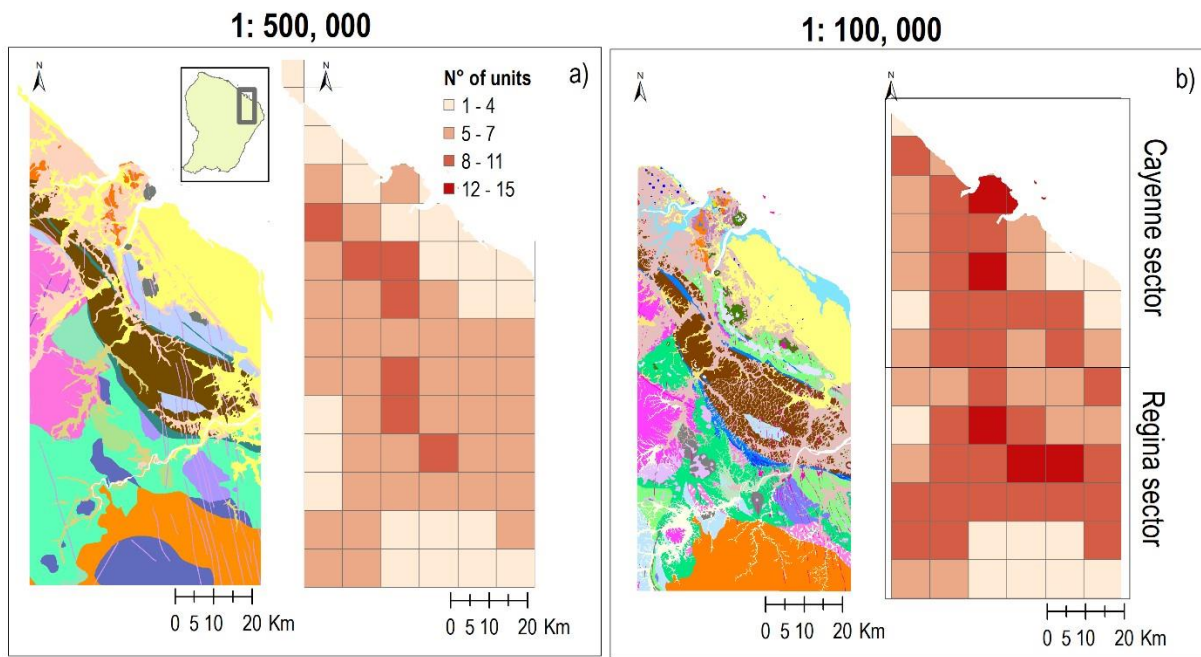 1: 500, 000
1: 100, 000
N
N
a)
N° of units
1 - 4
5 - 7
8 - 11
12 - 15
0 5 10 20 Km
0 5 10 20 Km
N
N
b)
Cayenne sector
Regina sector
0 5 10 20 Km
0 5 10 20 Km